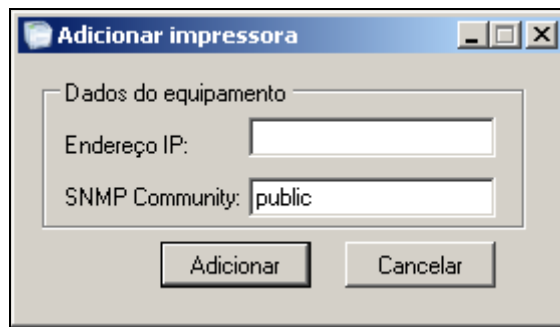 Adicionar impressora
Dados do equipamento
Endereço IP:
SNMP Community: public
Adicionar Cancelar